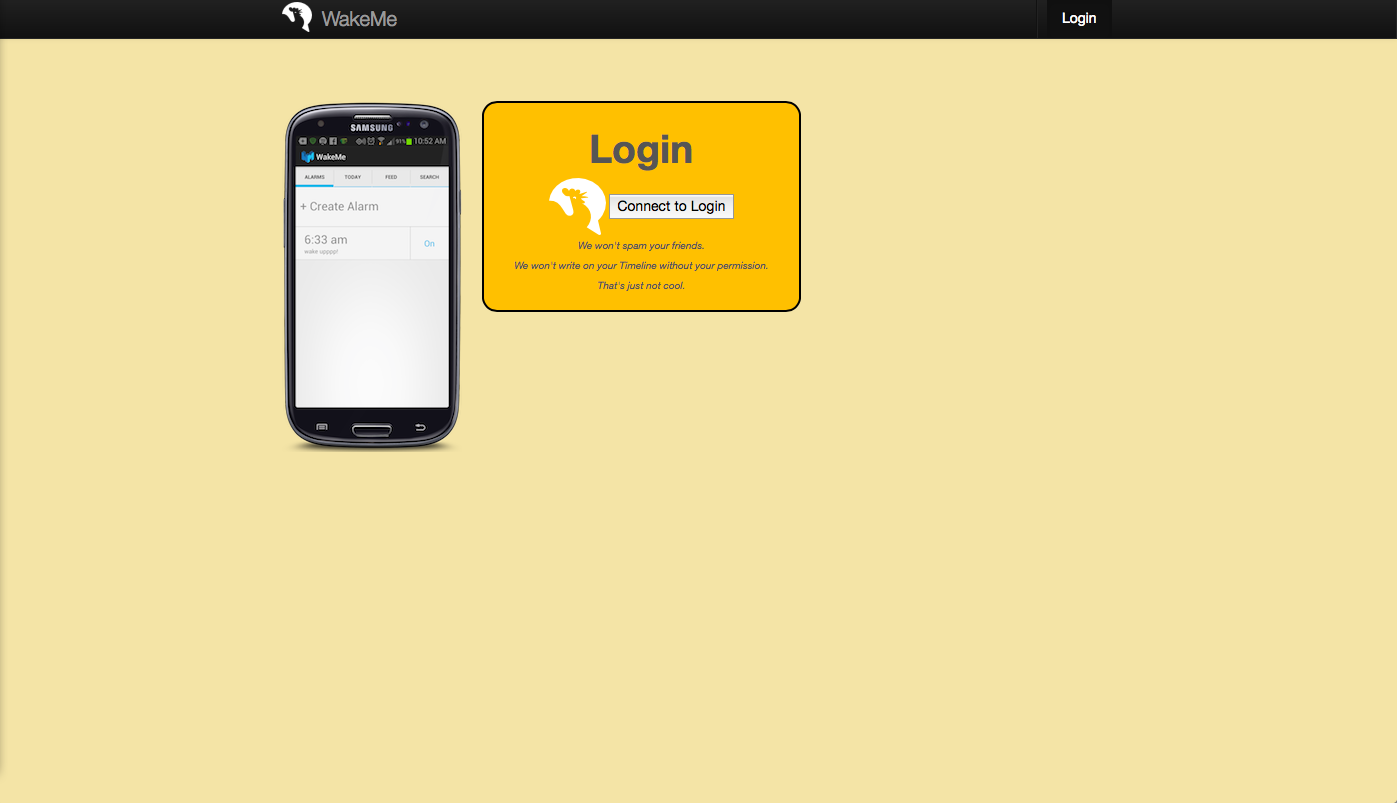 WakeMe
Login
SAMSUNG
91% 10:52 AM
WakeMe
ALARMS TODAY FEED SEARCH
+ Create Alarm
6:33 am
wake upppp!
On
Login
Connect to Login
We won't spam your friends.
We won't write on your Timeline without your permission.
That's just not cool.